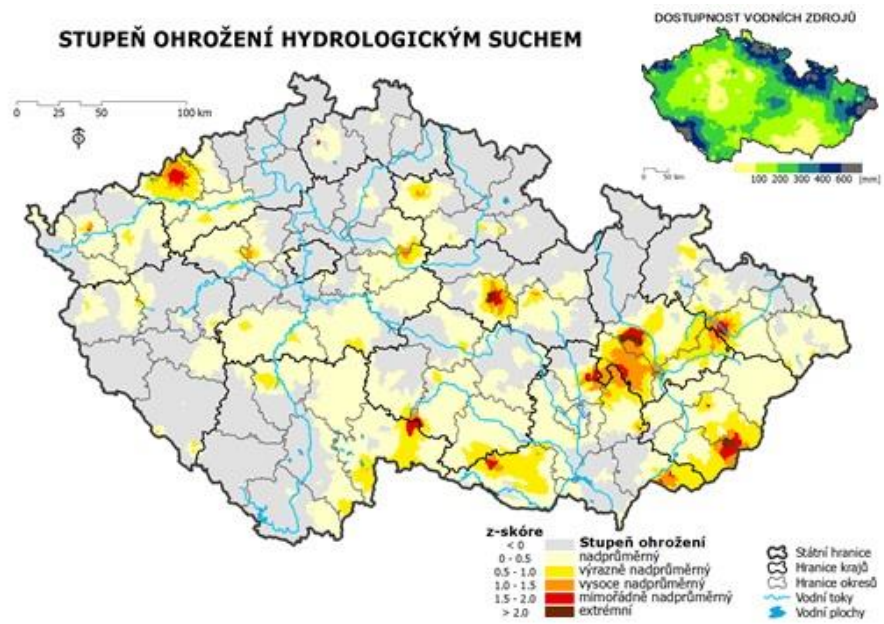 STUPEŇ OHROŽENÍ HYDROLOGICKÝM SUCHEM
0 25 50 100 km
DOSTUPNOST VODNÍCH ZDROJŮ
0 50 km
100 200 300 400 600 [mm]
z-skóre Stupeň ohrožení
< 0
0 - 0.5 nadprůměrný
0.5 - 1.0 výrazně nadprůměrný
1.0 - 1.5 vysoce nadprůměrný
1.5 - 2.0 mimořádně nadprůměrný
> 2.0 extrémní
Státní hranice
Hranice krajů
Hranice okresů
Vodní toky
Vodní plochy